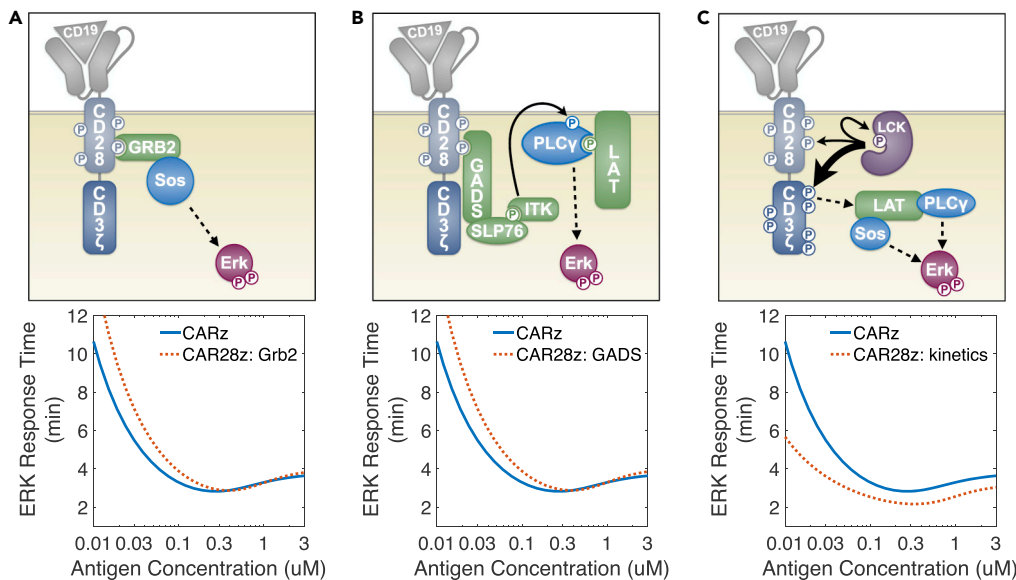 A
CD19
P
P
P
P
CD28
GRB2
Sos
CD3ζ
Erk
P
P
12
10
8
6
4
2
ERK Response Time
(min)
CARz
CAR28z: Grb2
0.01 0.03 0.1 0.3 1 3
Antigen Concentration (uM)
B
CD19
P
P
P
P
CD28
GADS
P
PLCγ
P
LAT
CD3ζ
P
ITK
SLP76
Erk
P
P
12
10
8
6
4
2
ERK Response Time
(min)
CARz
CAR28z: GADS
0.01 0.03 0.1 0.3 1 3
Antigen Concentration (uM)
C
CD19
P
P
P
P
CD28
LCK
P
CD3ζ
P
P
P
P
P
P
LAT
PLCγ
Sos
Erk
P
P
12
10
8
6
4
2
ERK Response Time
(min)
CARz
CAR28z: kinetics
0.01 0.03 0.1 0.3 1 3
Antigen Concentration (uM)